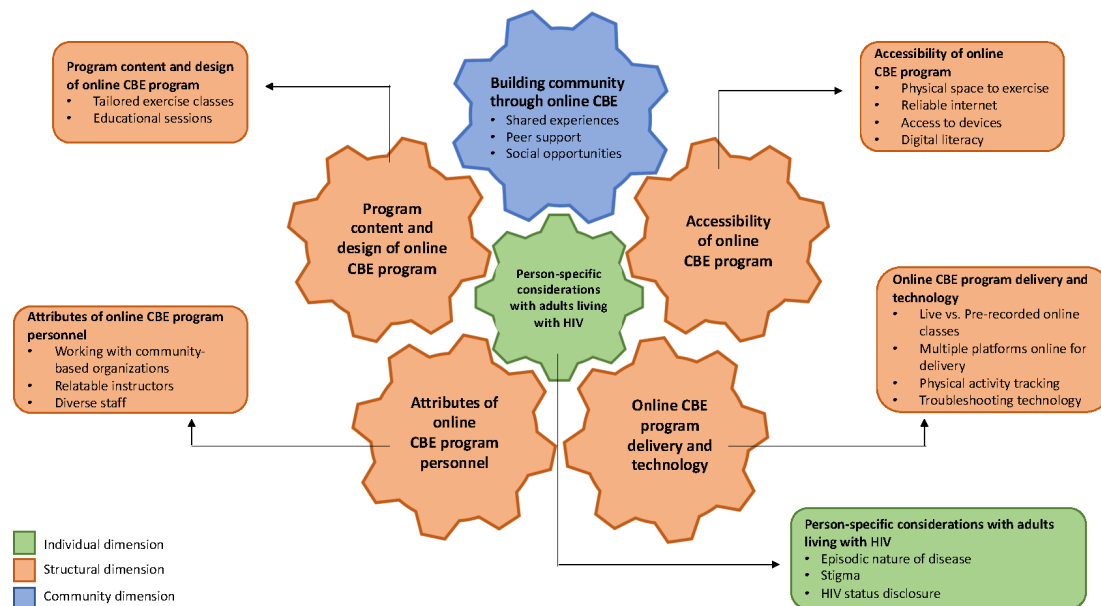 Program content and design
of online CBE program
• Tailored exercise classes
• Educational sessions
Building community
through online CBE
• Shared experiences
• Peer support
• Social opportunities
Accessibility of online
CBE program
• Physical space to exercise
• Reliable internet
• Access to devices
• Digital literacy
Program
content and
design of online
CBE program
Accessibility
of online
CBE program
Person-specific
considerations
with adults living
with HIV
Attributes of online CBE program
personnel
• Working with community-
based organizations
• Relatable instructors
• Diverse staff
Online CBE program delivery and
technology
• Live vs. Pre-recorded online
classes
• Multiple platforms online for
delivery
• Physical activity tracking
• Troubleshooting technology
Attributes of
online
CBE program
personnel
Online CBE
program
delivery and
technology
Person-specific considerations with adults
living with HIV
• Episodic nature of disease
• Stigma
• HIV status disclosure
Individual dimension
Structural dimension
Community dimension